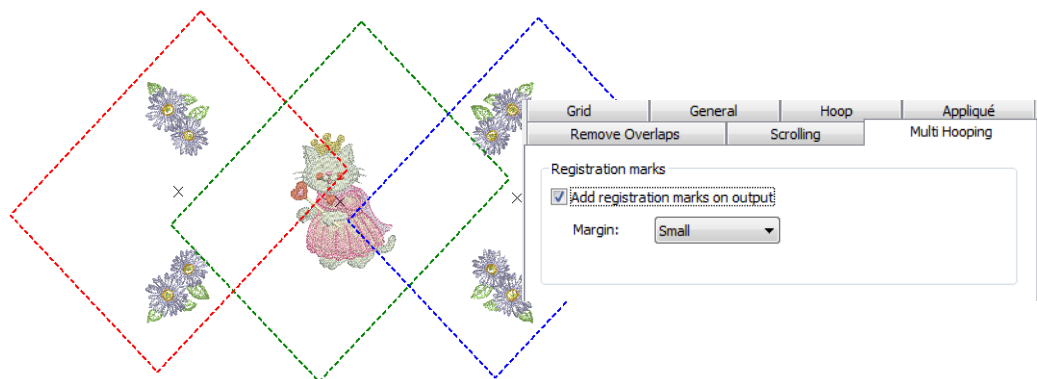 Grid General Hoop Appliqué
Remove Overlaps Scrolling Multi Hooping
Registration marks
Add registration marks on output
Margin: Small